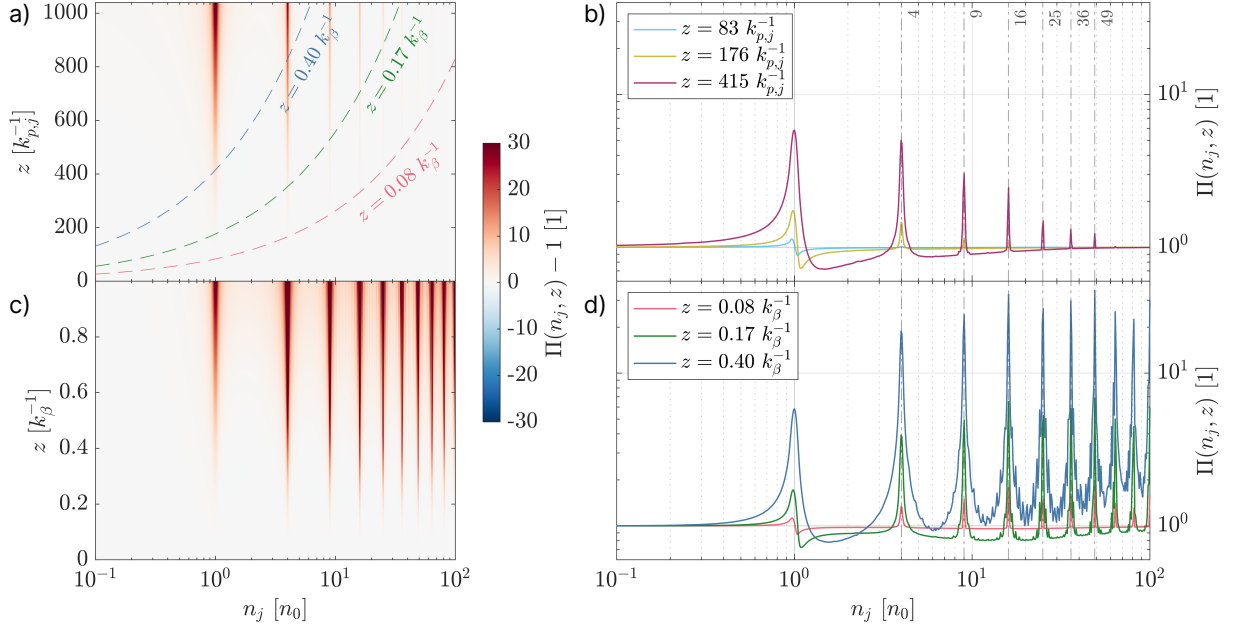 a)
1000
800
600
400
200
0
z [k_{p,j}^{-1}]
z = 0.40 k_β^{-1}
z = 0.17 k_β^{-1}
z = 0.08 k_β^{-1}
c)
0.8
0.6
0.4
0.2
0
z [k_β^{-1}]
10^{-1} 10^0 10^1 10^2
n_j [n_0]
30
20
10
0
-10
-20
-30
Π(n_j, z) − 1 [1]
b)
z = 83 k_{p,j}^{-1}
z = 176 k_{p,j}^{-1}
z = 415 k_{p,j}^{-1}
4 9 16 25 36 49
10^1
10^0
Π(n_j, z) [1]
d)
z = 0.08 k_β^{-1}
z = 0.17 k_β^{-1}
z = 0.40 k_β^{-1}
10^1
10^0
Π(n_j, z) [1]
10^{-1} 10^0 10^1 10^2
n_j [n_0]